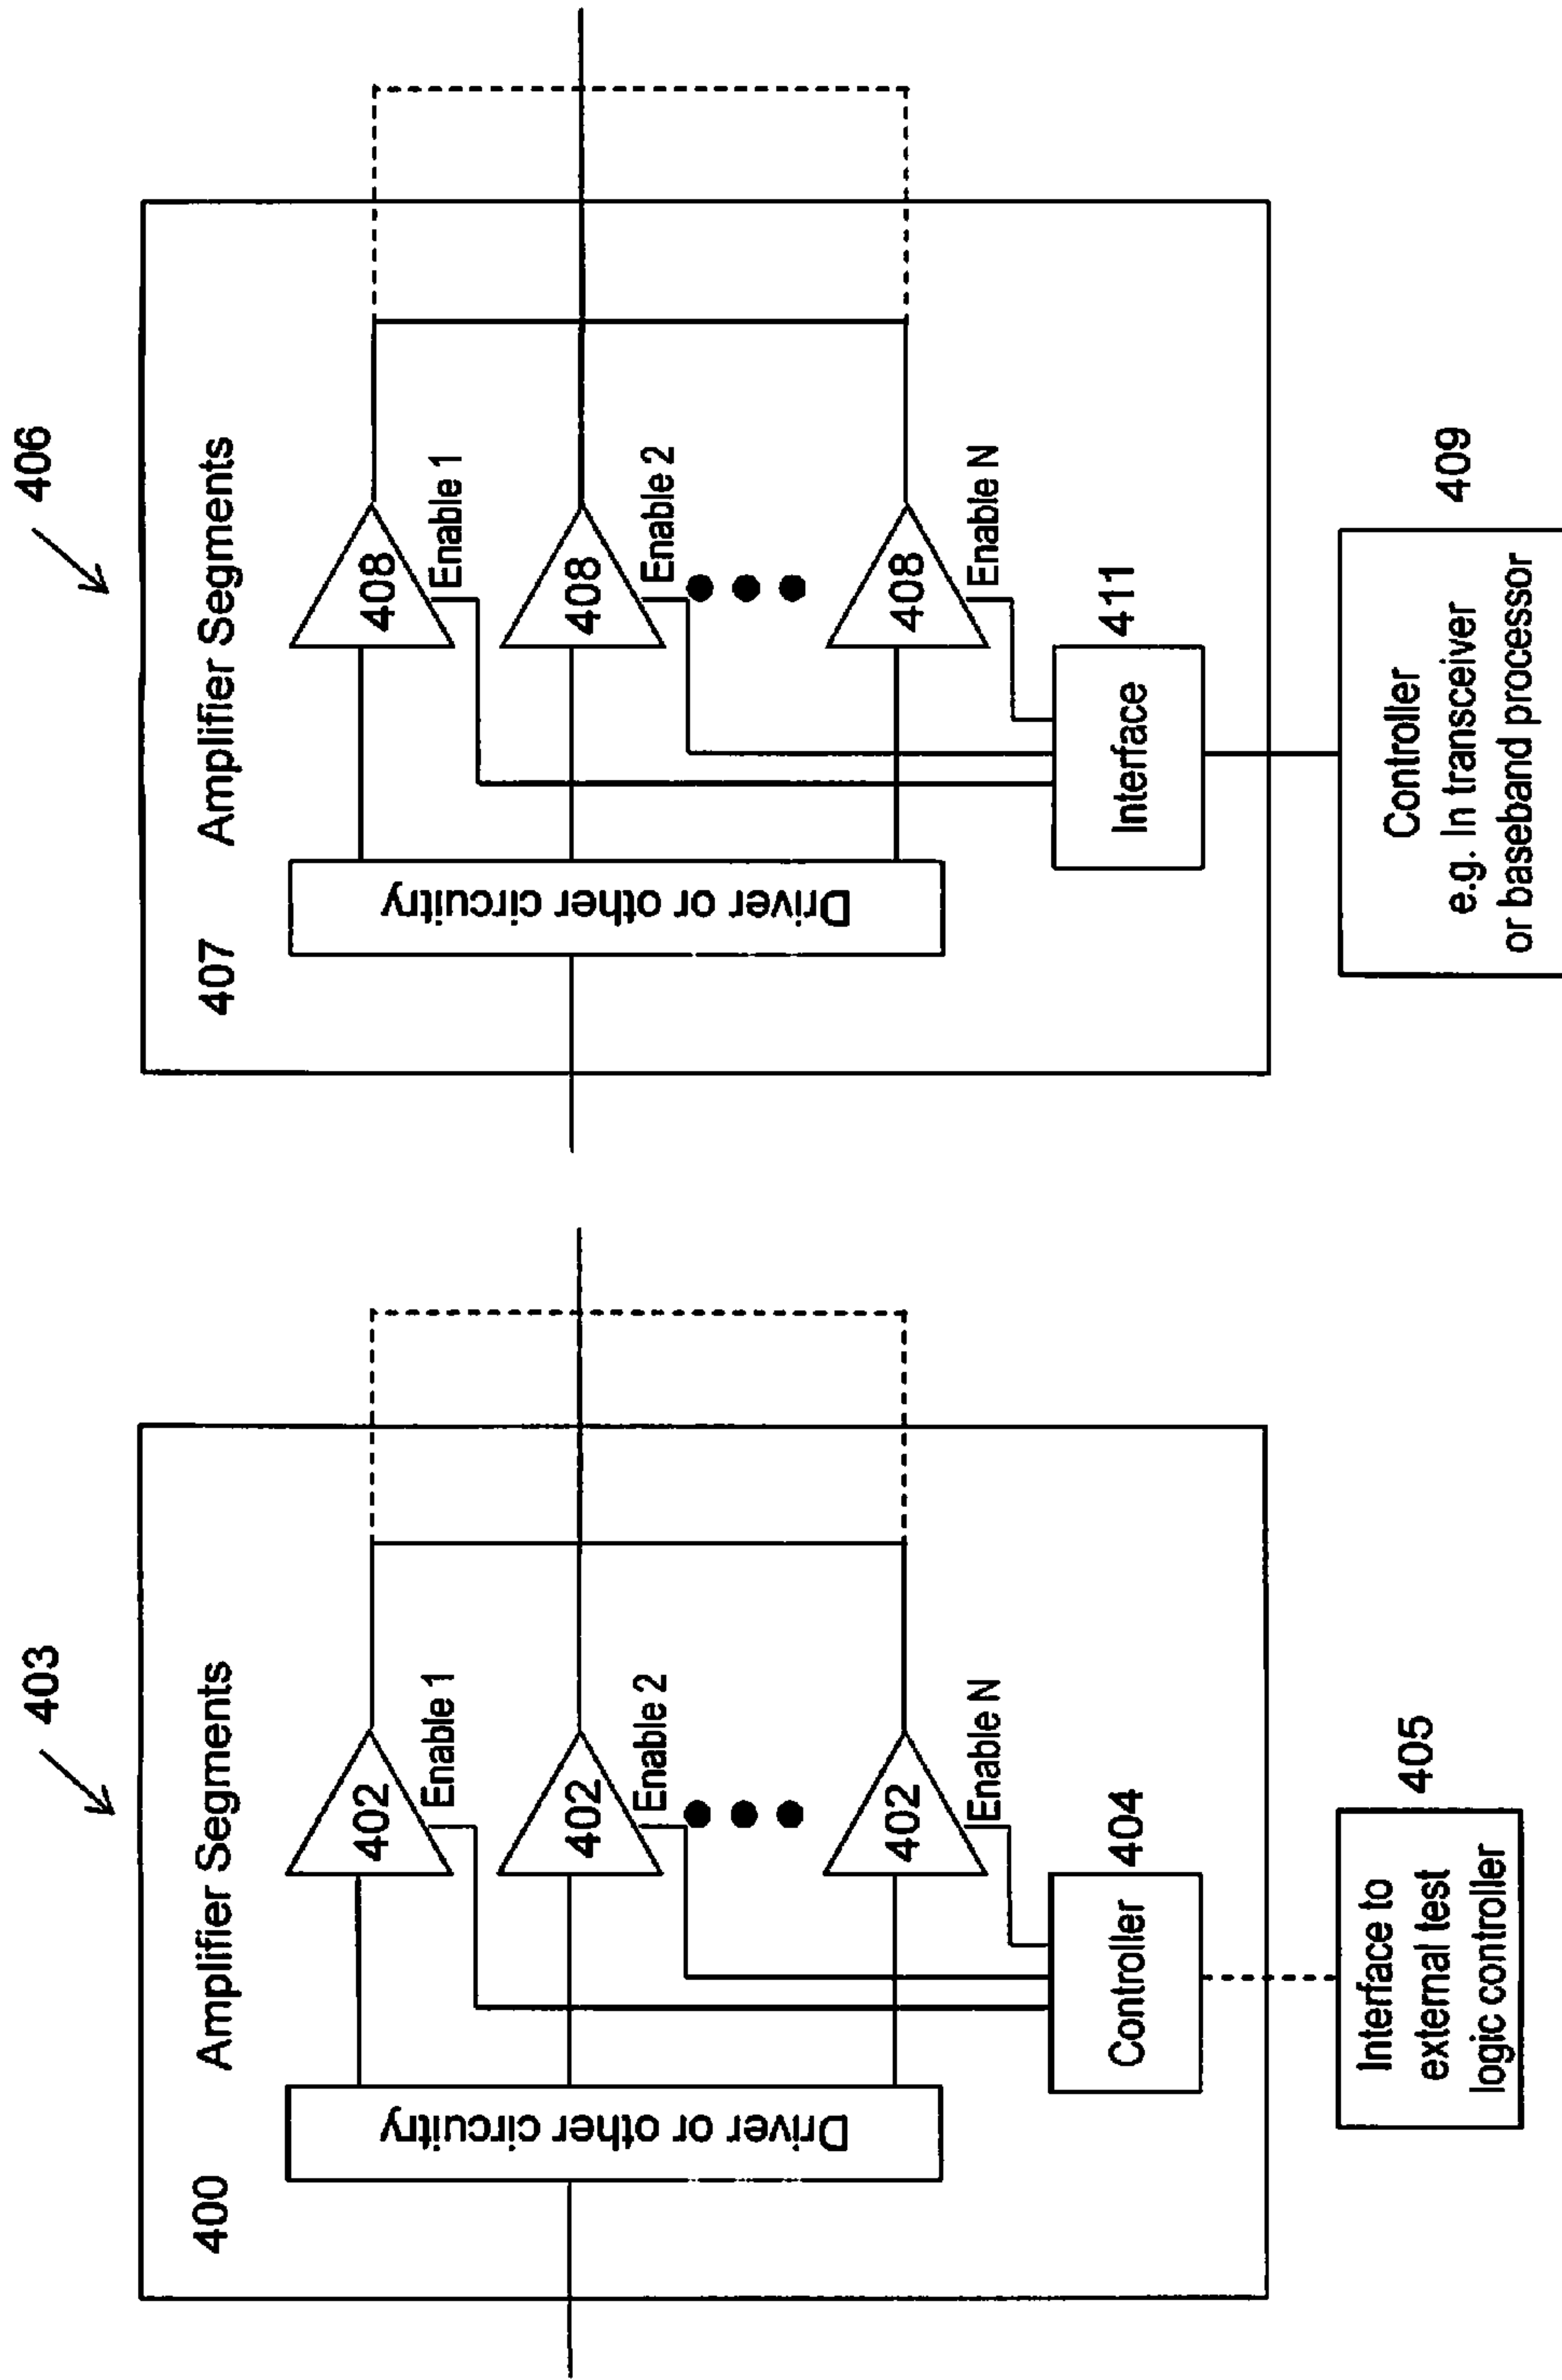 403
400
Amplifier Segments
Driver or other circuitry
402
Enable 1
402
Enable 2
402
Enable N
Controller
404
Interface to
external test
logic controller
405
406
407
Amplifier Segments
Driver or other circuitry
408
Enable 1
408
Enable 2
408
Enable N
Interface
411
Controller
e.g. In transceiver
or baseband processor
409